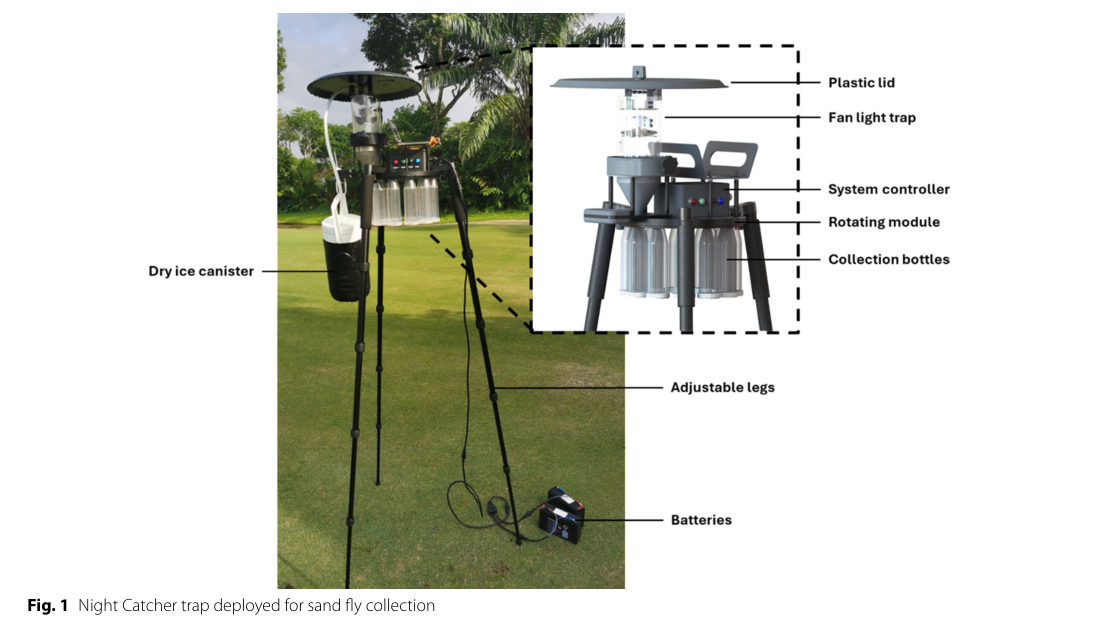 Plastic lid
Fan light trap
System controller
Rotating module
Collection bottles
Dry ice canister
Adjustable legs
Batteries
Fig. 1 Night Catcher trap deployed for sand fly collection